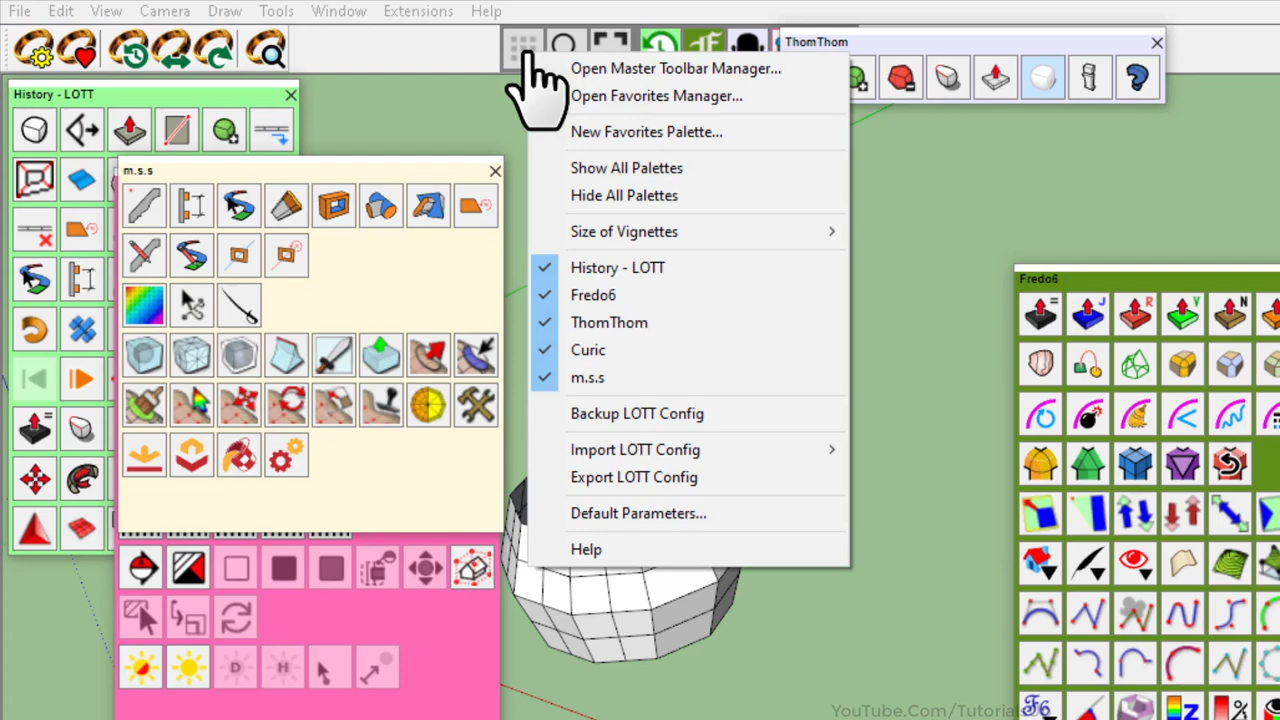 File Edit View Camera Draw Tools Window Extensions Help
ThomThom
Open Master Toolbar Manager...
Open Favorites Manager...
New Favorites Palette...
Show All Palettes
Hide All Palettes
Size of Vignettes
History - LOTT
Fredo6
ThomThom
Curic
m.s.s
Backup LOTT Config
Import LOTT Config
Export LOTT Config
Default Parameters...
Help
History - LOTT
m.s.s
Fredo6
= J R V N
D H
F6 Z %
YouTube.Com/Tutorials